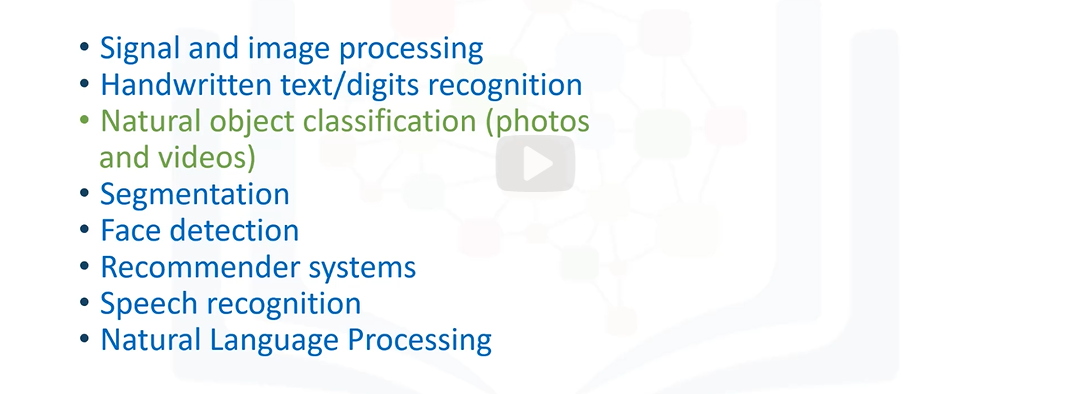 • Signal and image processing
• Handwritten text/digits recognition
• Natural object classification (photos
and videos)
• Segmentation
• Face detection
• Recommender systems
• Speech recognition
• Natural Language Processing